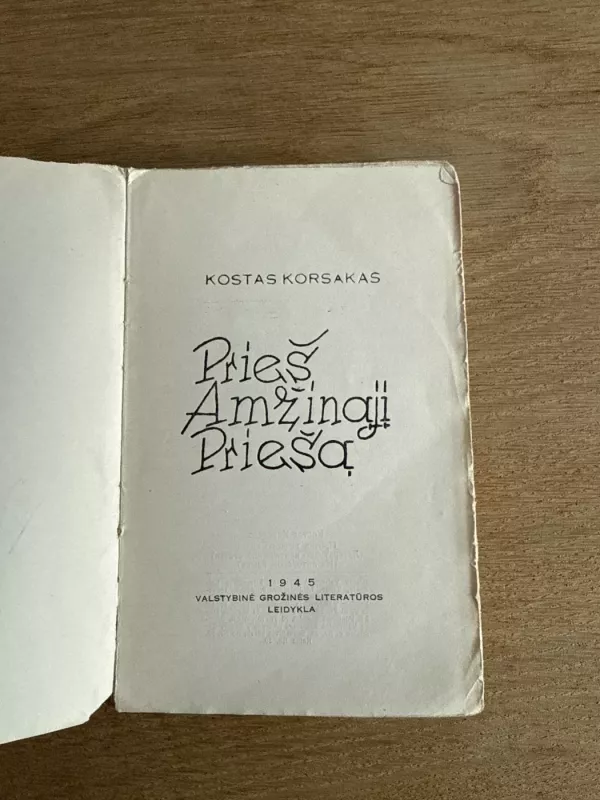 KOSTAS KORSAKAS
Prieš
Amžinąjį
Priešą
1945
VALSTYBINĖ GROŽINĖS LITERATŪROS
LEIDYKLA